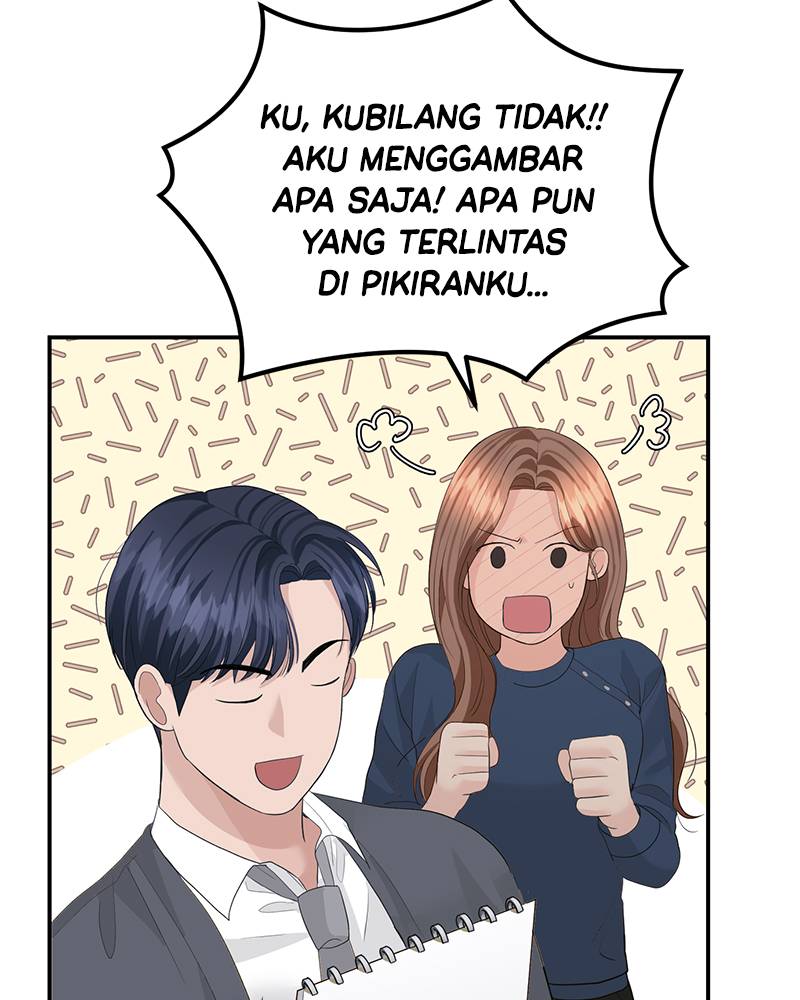 KU, KUBILANG TIDAK!!
AKU MENGGAMBAR
APA SAJA! APA PUN
YANG TERLINTAS
DI PIKIRANKU...